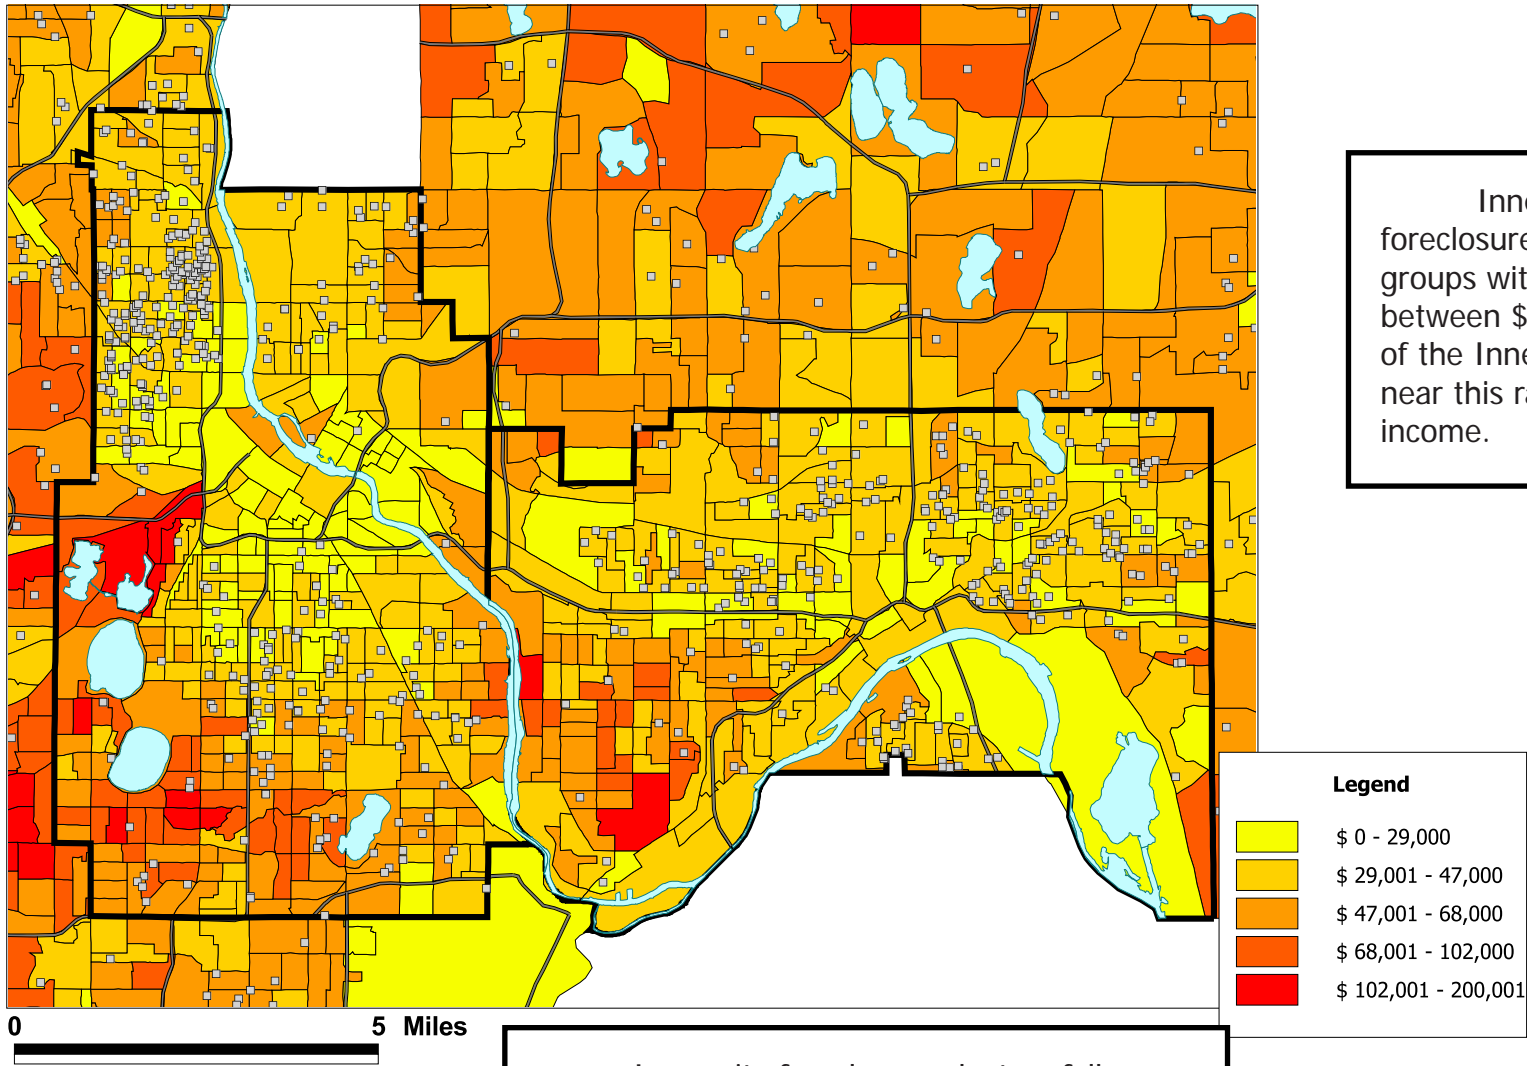 foreclosure
groups wit
between $
of the Inne
near this ra
income.
Legend
$ 0 - 29,000
$ 29,001 - 47,000
$ 47,001 - 68,000
$ 68,001 - 102,000
$ 102,001 - 200,001
0 5 Miles